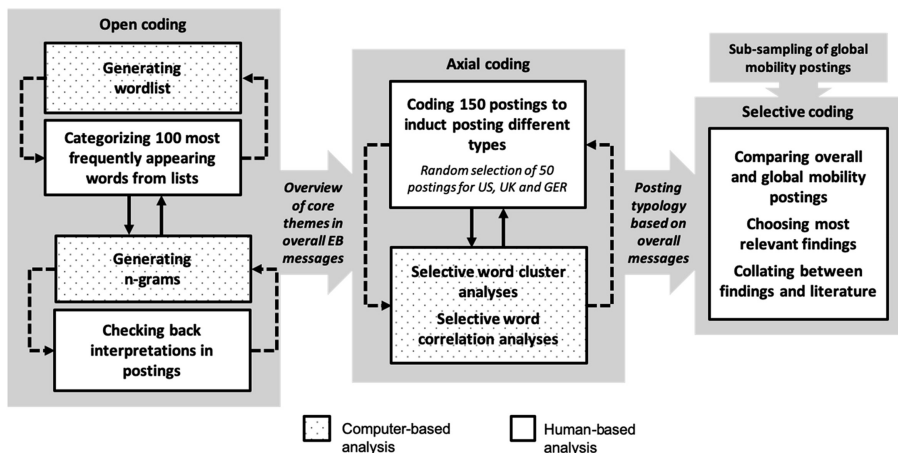 Open coding
Generating
wordlist
Categorizing 100 most
frequently appearing
words from lists
Generating
n-grams
Checking back
interpretations in
postings
Overview
of core
themes in
overall EB
messages
Axial coding
Coding 150 postings to
induct posting different
types
Random selection of 50
postings for US, UK and GER
Selective word cluster
analyses
Selective word
correlation analyses
Posting
typology
based on
overall
messages
Sub-sampling of global
mobility postings
Selective coding
Comparing overall
and global mobility
postings
Choosing most
relevant findings
Collating between
findings and literature
Computer-based
analysis
Human-based
analysis